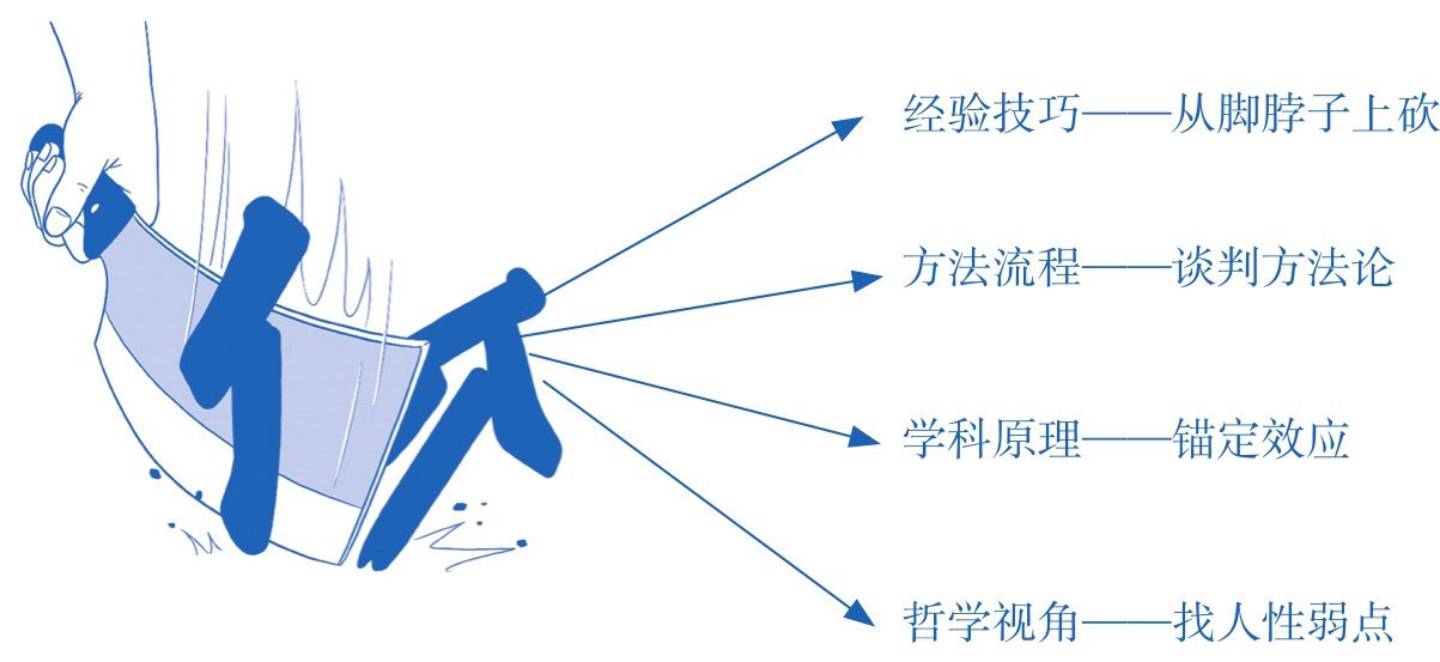 价
经验技巧——从脚脖子上砍
方法流程——谈判方法论
学科原理——锚定效应
哲学视角——找人性弱点